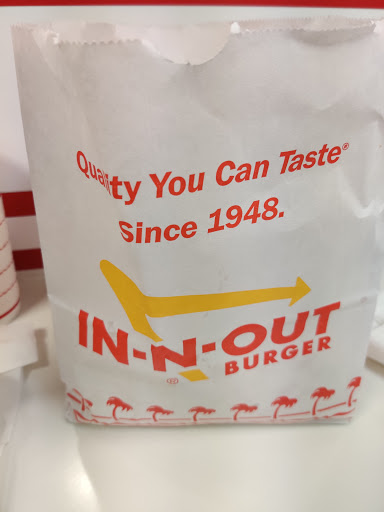 Quality You Can Taste®
Since 1948.
IN-N-OUT
®
BURGER